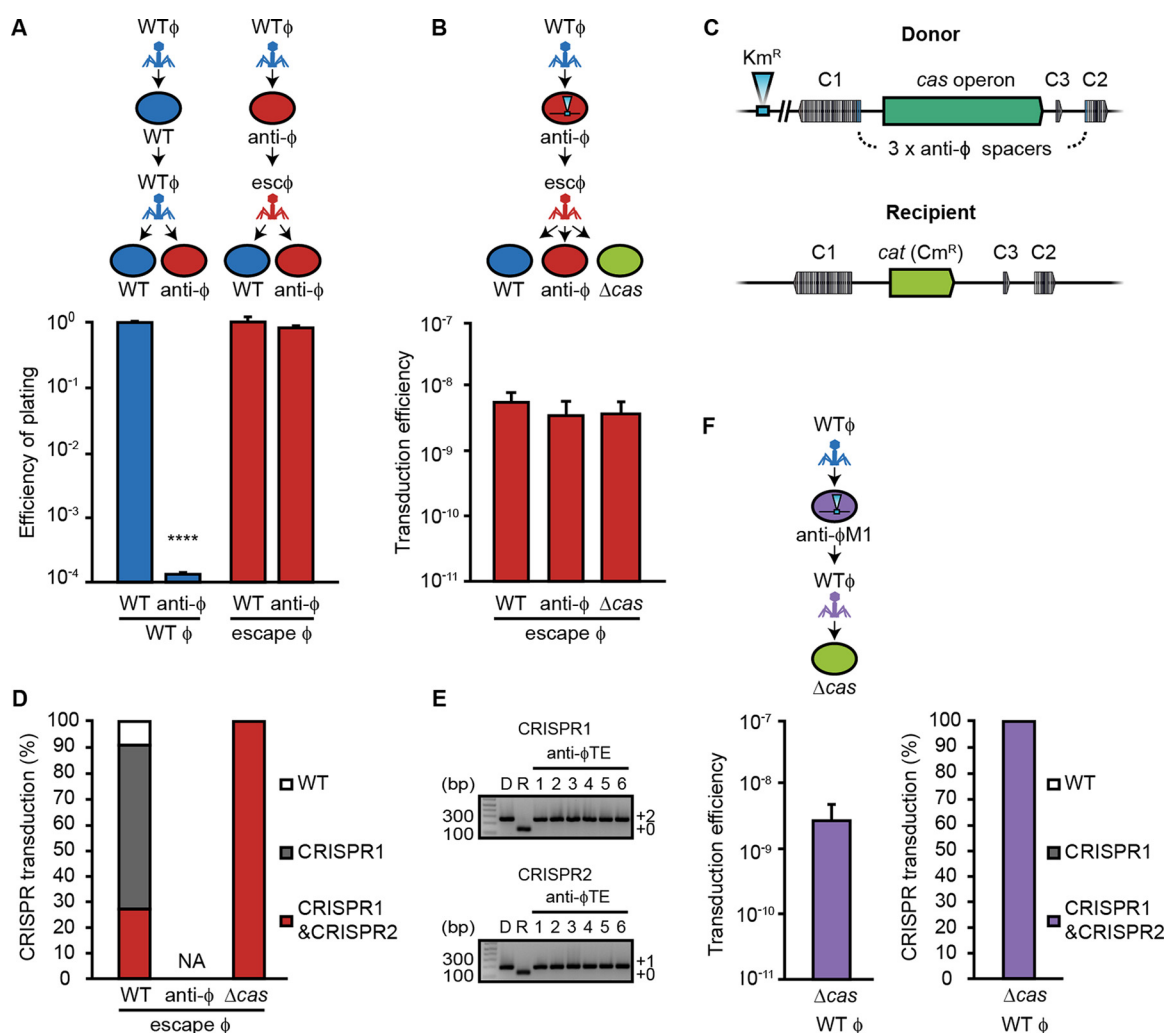 A
WTϕ
WTϕ
WT
anti-ϕ
WTϕ
escϕ
WT anti-ϕ WT anti-ϕ
Efficiency of plating
10⁰
10⁻¹
10⁻²
10⁻³
10⁻⁴
****
WT anti-ϕ WT anti-ϕ
WT ϕ escape ϕ
B
WTϕ
anti-ϕ
escϕ
WT anti-ϕ Δcas
Transduction efficiency
10⁻⁷
10⁻⁸
10⁻⁹
10⁻¹⁰
10⁻¹¹
WT anti-ϕ Δcas
escape ϕ
C
Donor
Kmᴿ
C1 cas operon C3 C2
3 x anti-ϕ spacers
Recipient
C1 cat (Cmᴿ) C3 C2
D
CRISPR transduction (%)
100
90
80
70
60
50
40
30
20
10
0
NA
WT anti-ϕ Δcas
escape ϕ
WT
CRISPR1
CRISPR1
&CRISPR2
E
CRISPR1
anti-ϕTE
(bp) D R 1 2 3 4 5 6
300
100
+2
+0
CRISPR2
anti-ϕTE
(bp) D R 1 2 3 4 5 6
300
100
+1
+0
F
WTϕ
anti-ϕM1
WTϕ
Δcas
Transduction efficiency
10⁻⁷
10⁻⁸
10⁻⁹
10⁻¹⁰
10⁻¹¹
Δcas
WT ϕ
CRISPR transduction (%)
100
90
80
70
60
50
40
30
20
10
0
Δcas
WT ϕ
WT
CRISPR1
CRISPR1
&CRISPR2